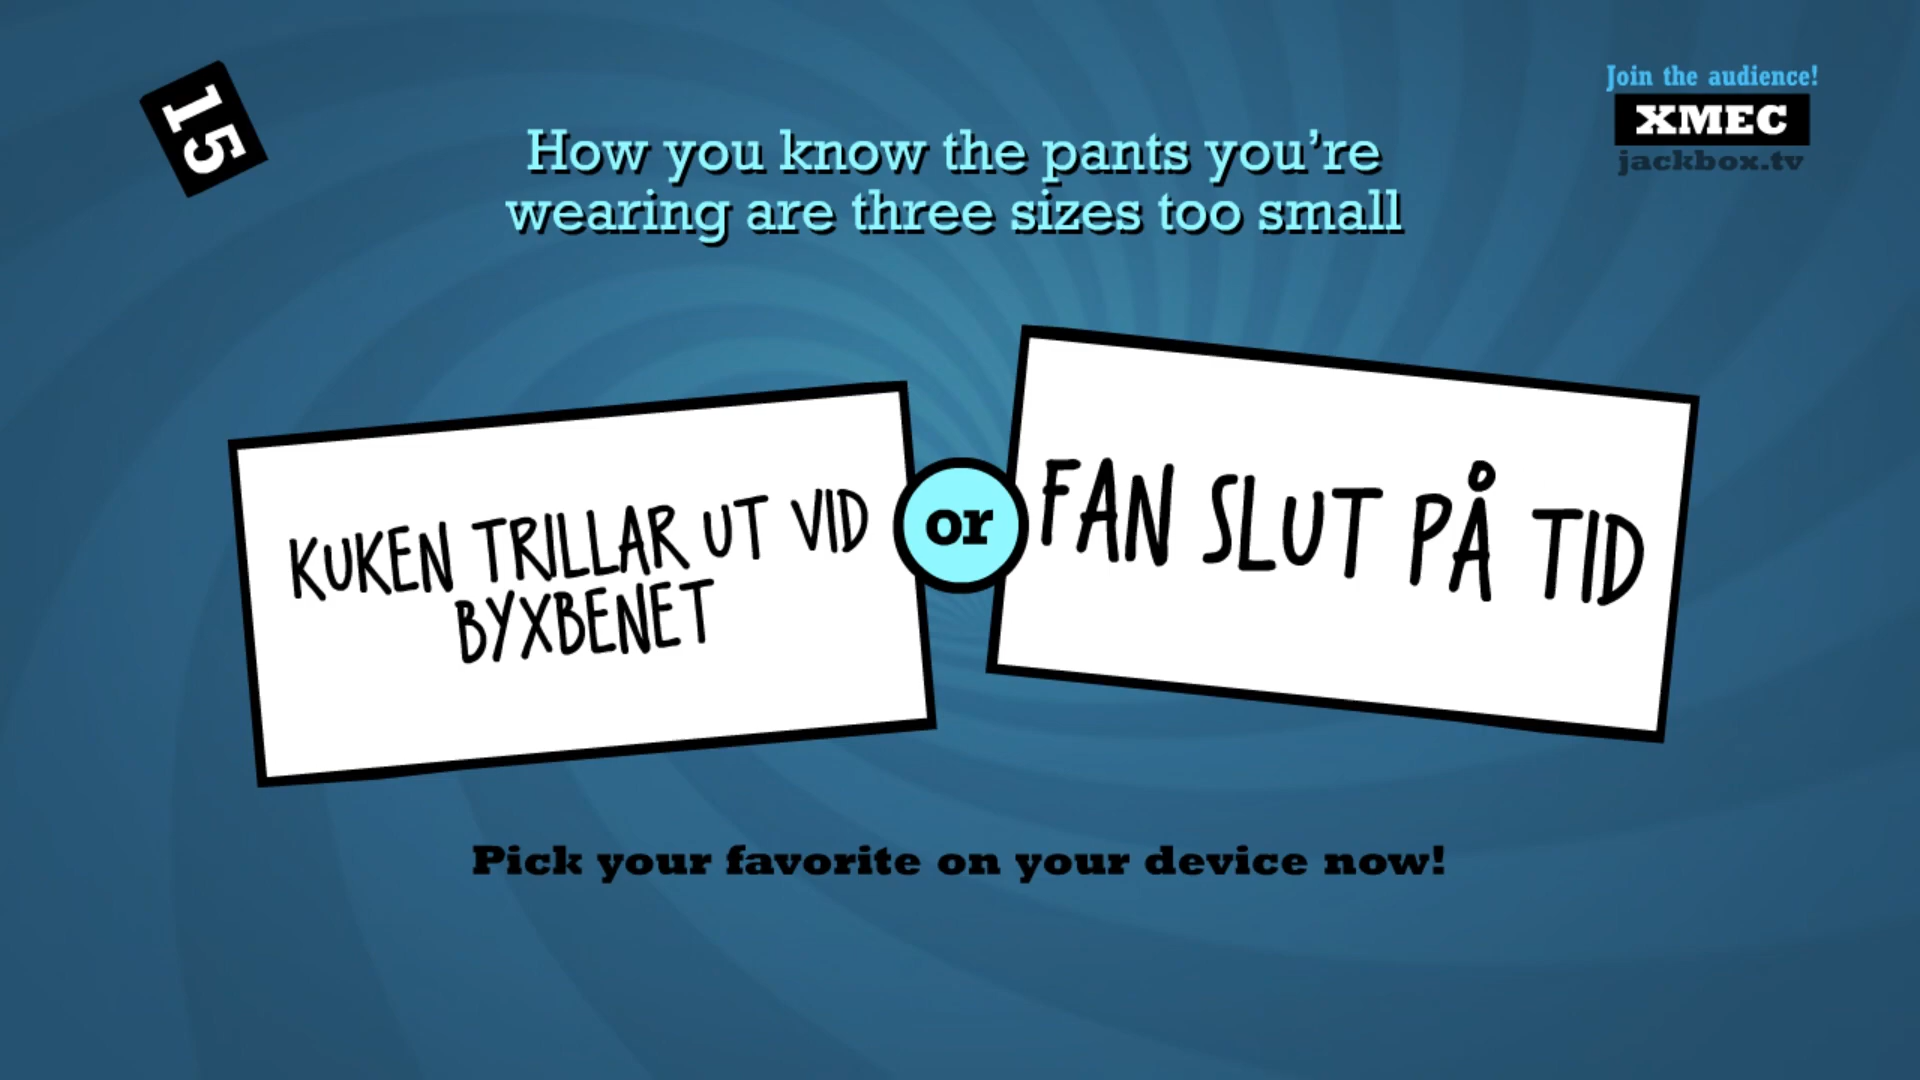 15
Join the audience!
XMEC
jackbox.tv
How you know the pants you're
wearing are three sizes too small
KUKEN TRILLAR UT VID
BYXBENET
or
FAN SLUT PÅ TID
Pick your favorite on your device now!